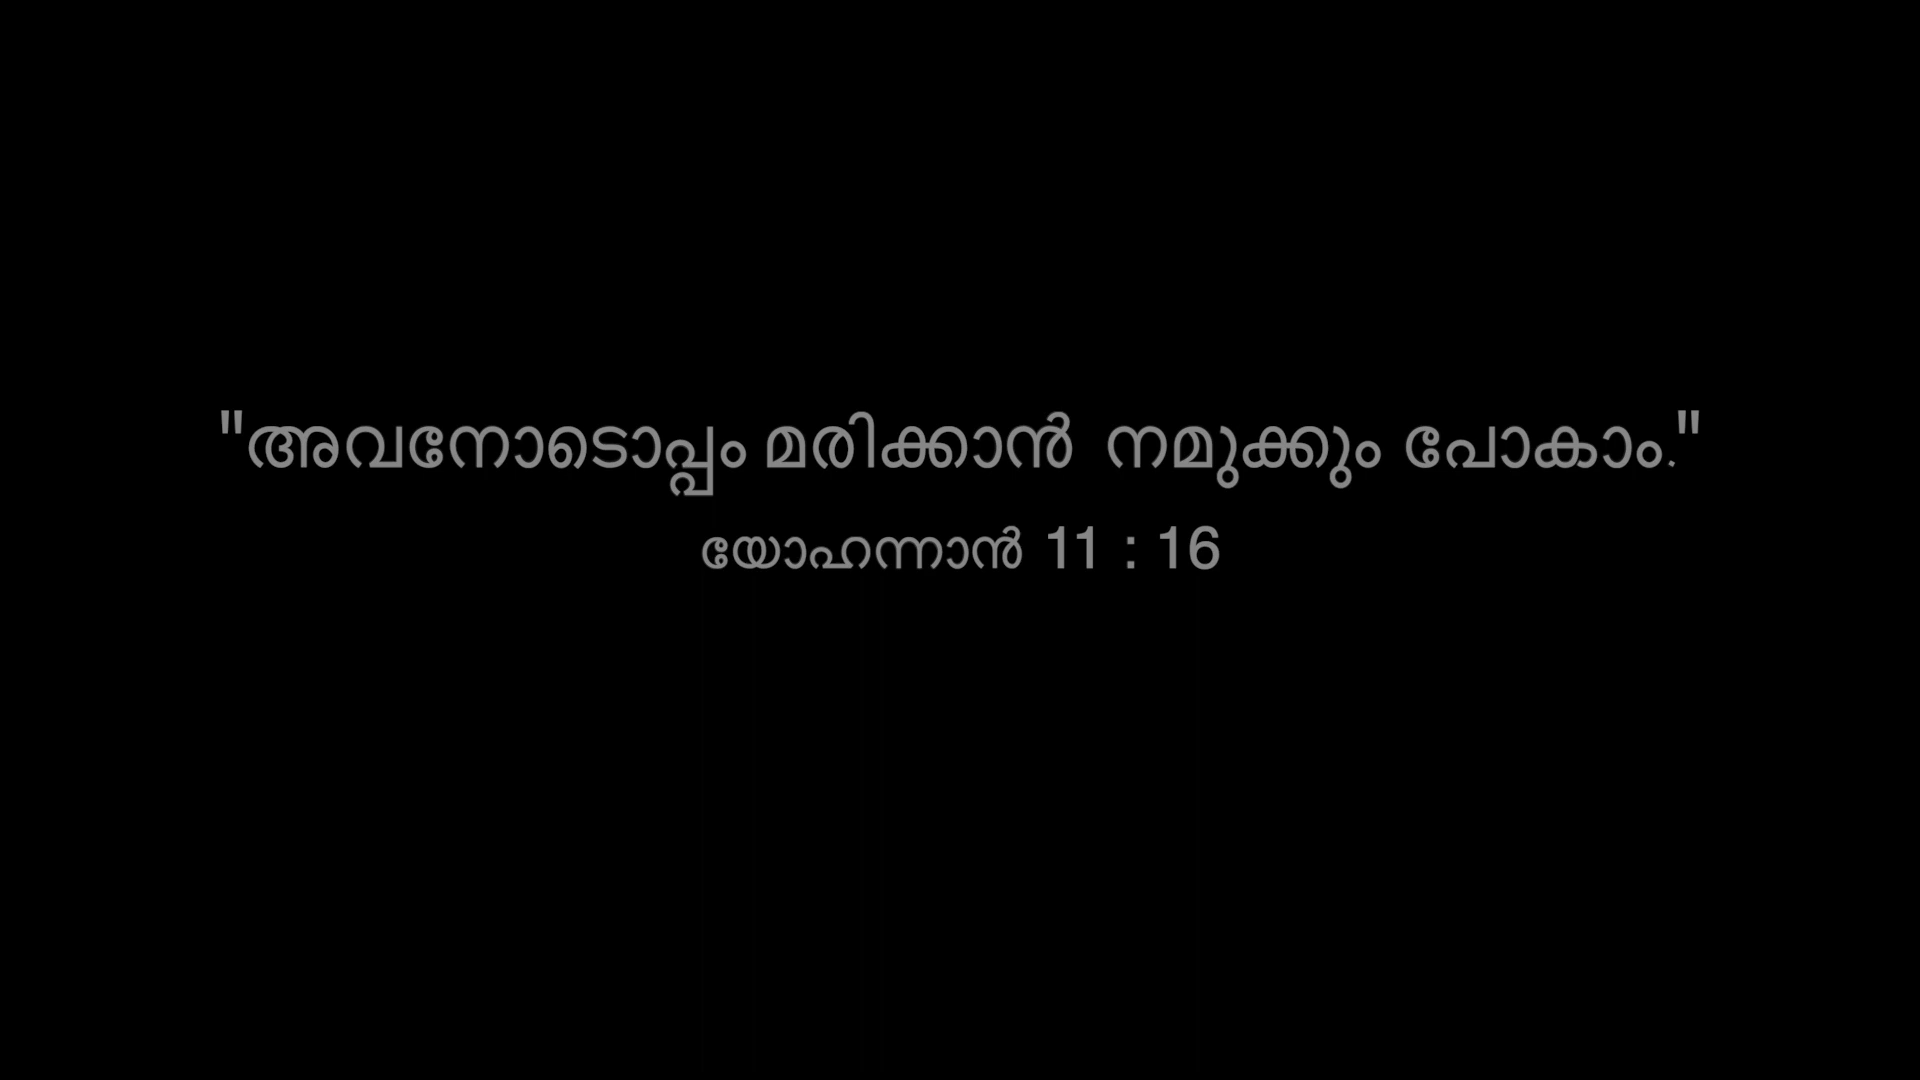 "അവനോടൊപ്പം മരിക്കാൻ നമുക്കും പോകാം."
യോഹന്നാൻ 11 : 16